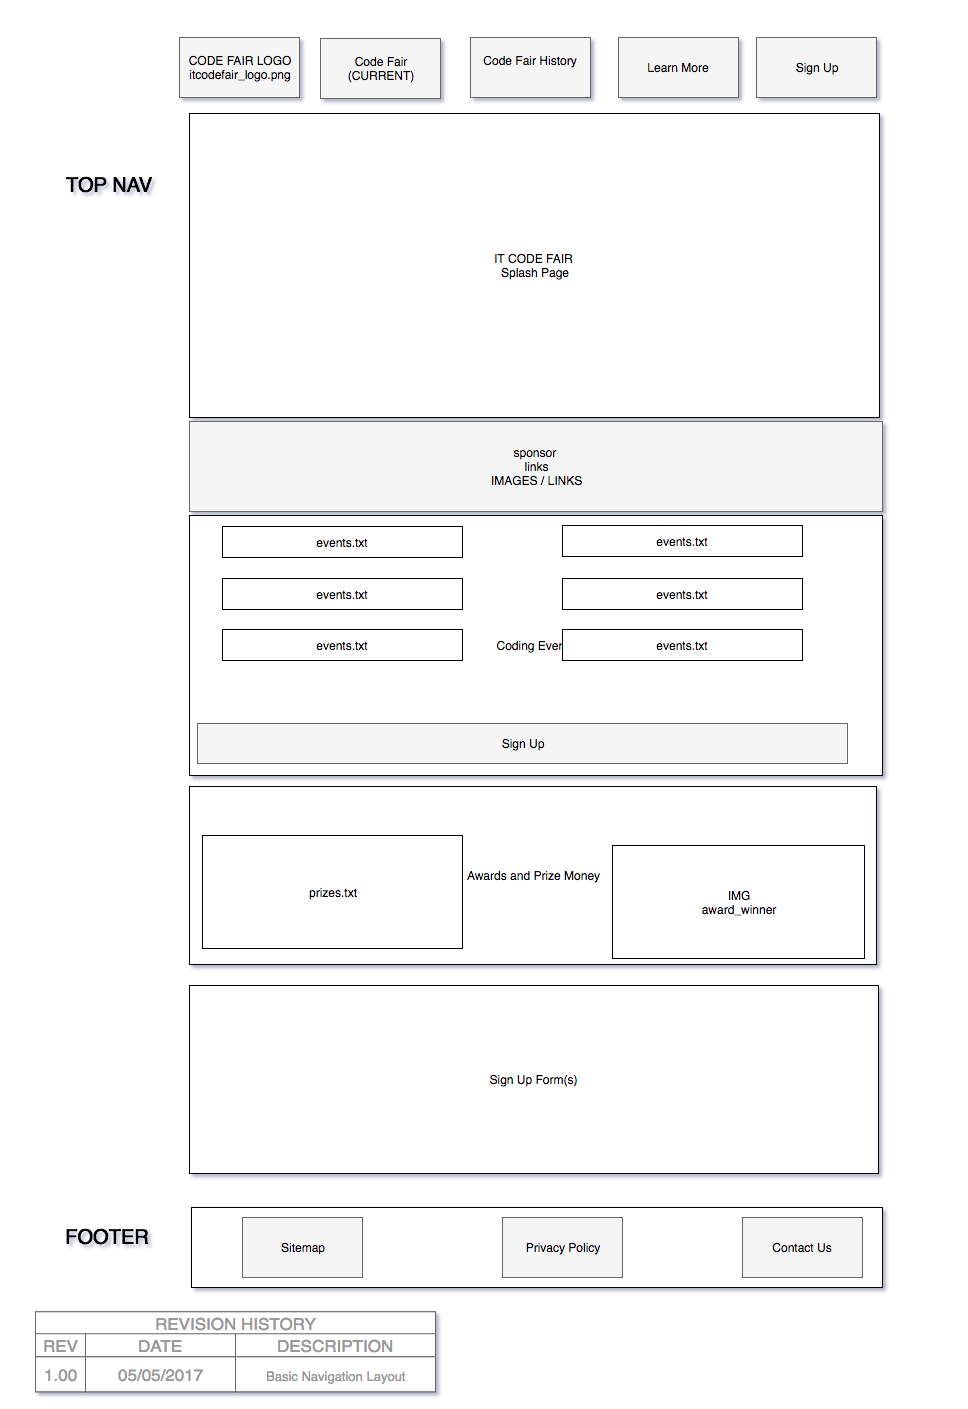 CODE FAIR LOGO
itcodefair_logo.png
Code Fair
(CURRENT)
Code Fair History
Learn More
Sign Up
TOP NAV
IT CODE FAIR
Splash Page
sponsor
links
IMAGES / LINKS
events.txt
events.txt
events.txt
events.txt
events.txt
Coding Ever
events.txt
Sign Up
prizes.txt
Awards and Prize Money
IMG
award_winner
Sign Up Form(s)
FOOTER
Sitemap
Privacy Policy
Contact Us
REVISION HISTORY
REV DATE DESCRIPTION
1.00 05/05/2017 Basic Navigation Layout